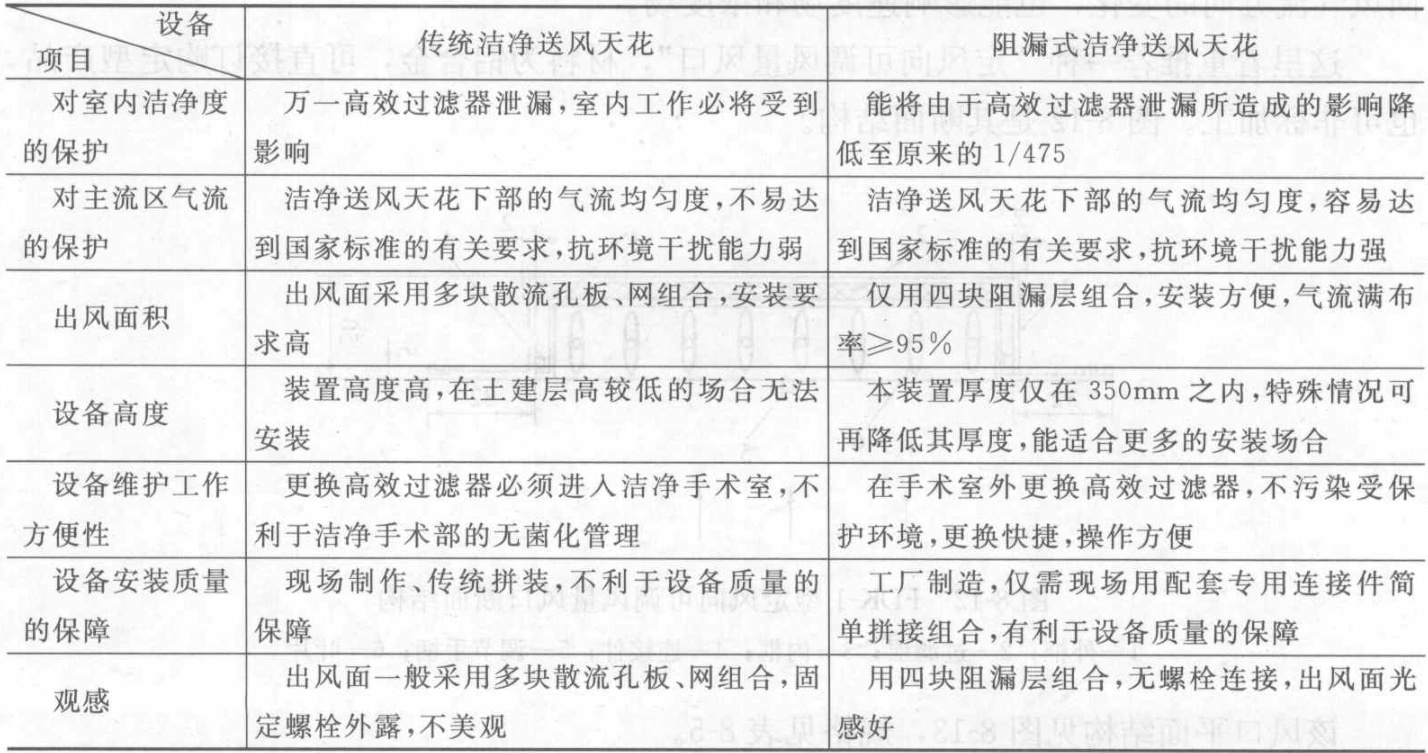 设备
项目
传统洁净送风天花
阻漏式洁净送风天花
对室内洁净度
的保护
万一高效过滤器泄漏,室内工作必将受到
影响
能将由于高效过滤器泄漏所造成的影响降
低至原来的 1/475
对主流区气流
的保护
洁净送风天花下部的气流均匀度,不易达
到国家标准的有关要求,抗环境干扰能力弱
洁净送风天花下部的气流均匀度,容易达
到国家标准的有关要求,抗环境干扰能力强
出风面积
出风面采用多块散流孔板、网组合,安装要
求高
仅用四块阻漏层组合,安装方便,气流满布
率≥95%
设备高度
装置高度高,在土建层高较低的场合无法
安装
本装置厚度仅在 350mm 之内,特殊情况可
再降低其厚度,能适合更多的安装场合
设备维护工作
方便性
更换高效过滤器必须进入洁净手术室,不
利于洁净手术部的无菌化管理
在手术室外更换高效过滤器,不污染受保
护环境,更换快捷,操作方便
设备安装质量
的保障
现场制作、传统拼装,不利于设备质量的
保障
工厂制造,仅需现场用配套专用连接件简
单拼接组合,有利于设备质量的保障
观感
出风面一般采用多块散流孔板、网组合,固
定螺栓外露,不美观
用四块阻漏层组合,无螺栓连接,出风面光
感好